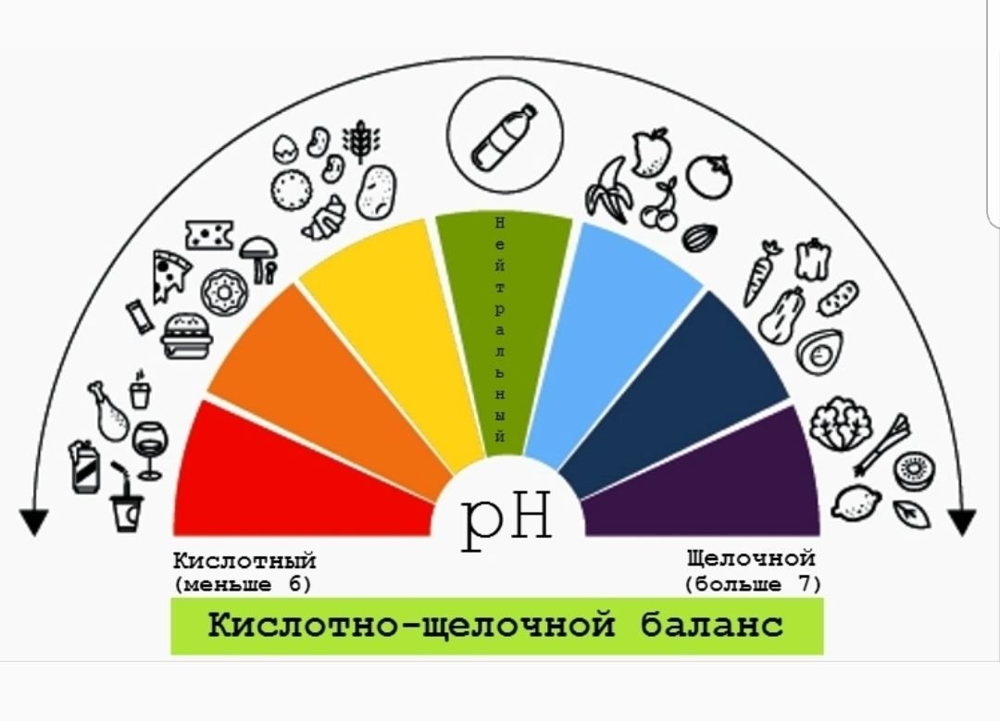 Нейтральный
pH
Кислотный
(меньше 6)
Щелочной
(больше 7)
Кислотно-щелочной баланс